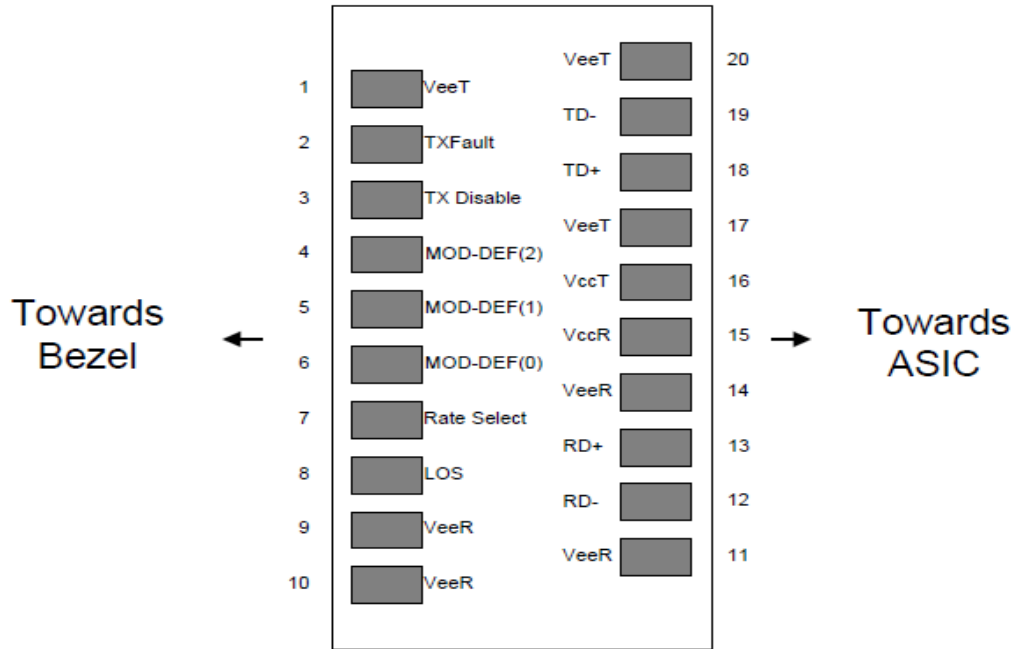 VeeT 20
1 VeeT
TD- 19
2 TXFault
TD+ 18
3 TX Disable
VeeT 17
4 MOD-DEF(2)
VccT 16
5 MOD-DEF(1)
Towards
Bezel
VccR 15
Towards
ASIC
6 MOD-DEF(0)
VeeR 14
7 Rate Select
RD+ 13
8 LOS
RD- 12
9 VeeR
VeeR 11
10 VeeR